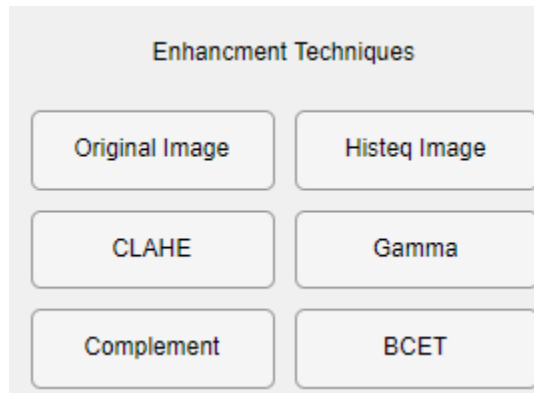 Enhancment Techniques
Original Image
Histeq Image
CLAHE
Gamma
Complement
BCET